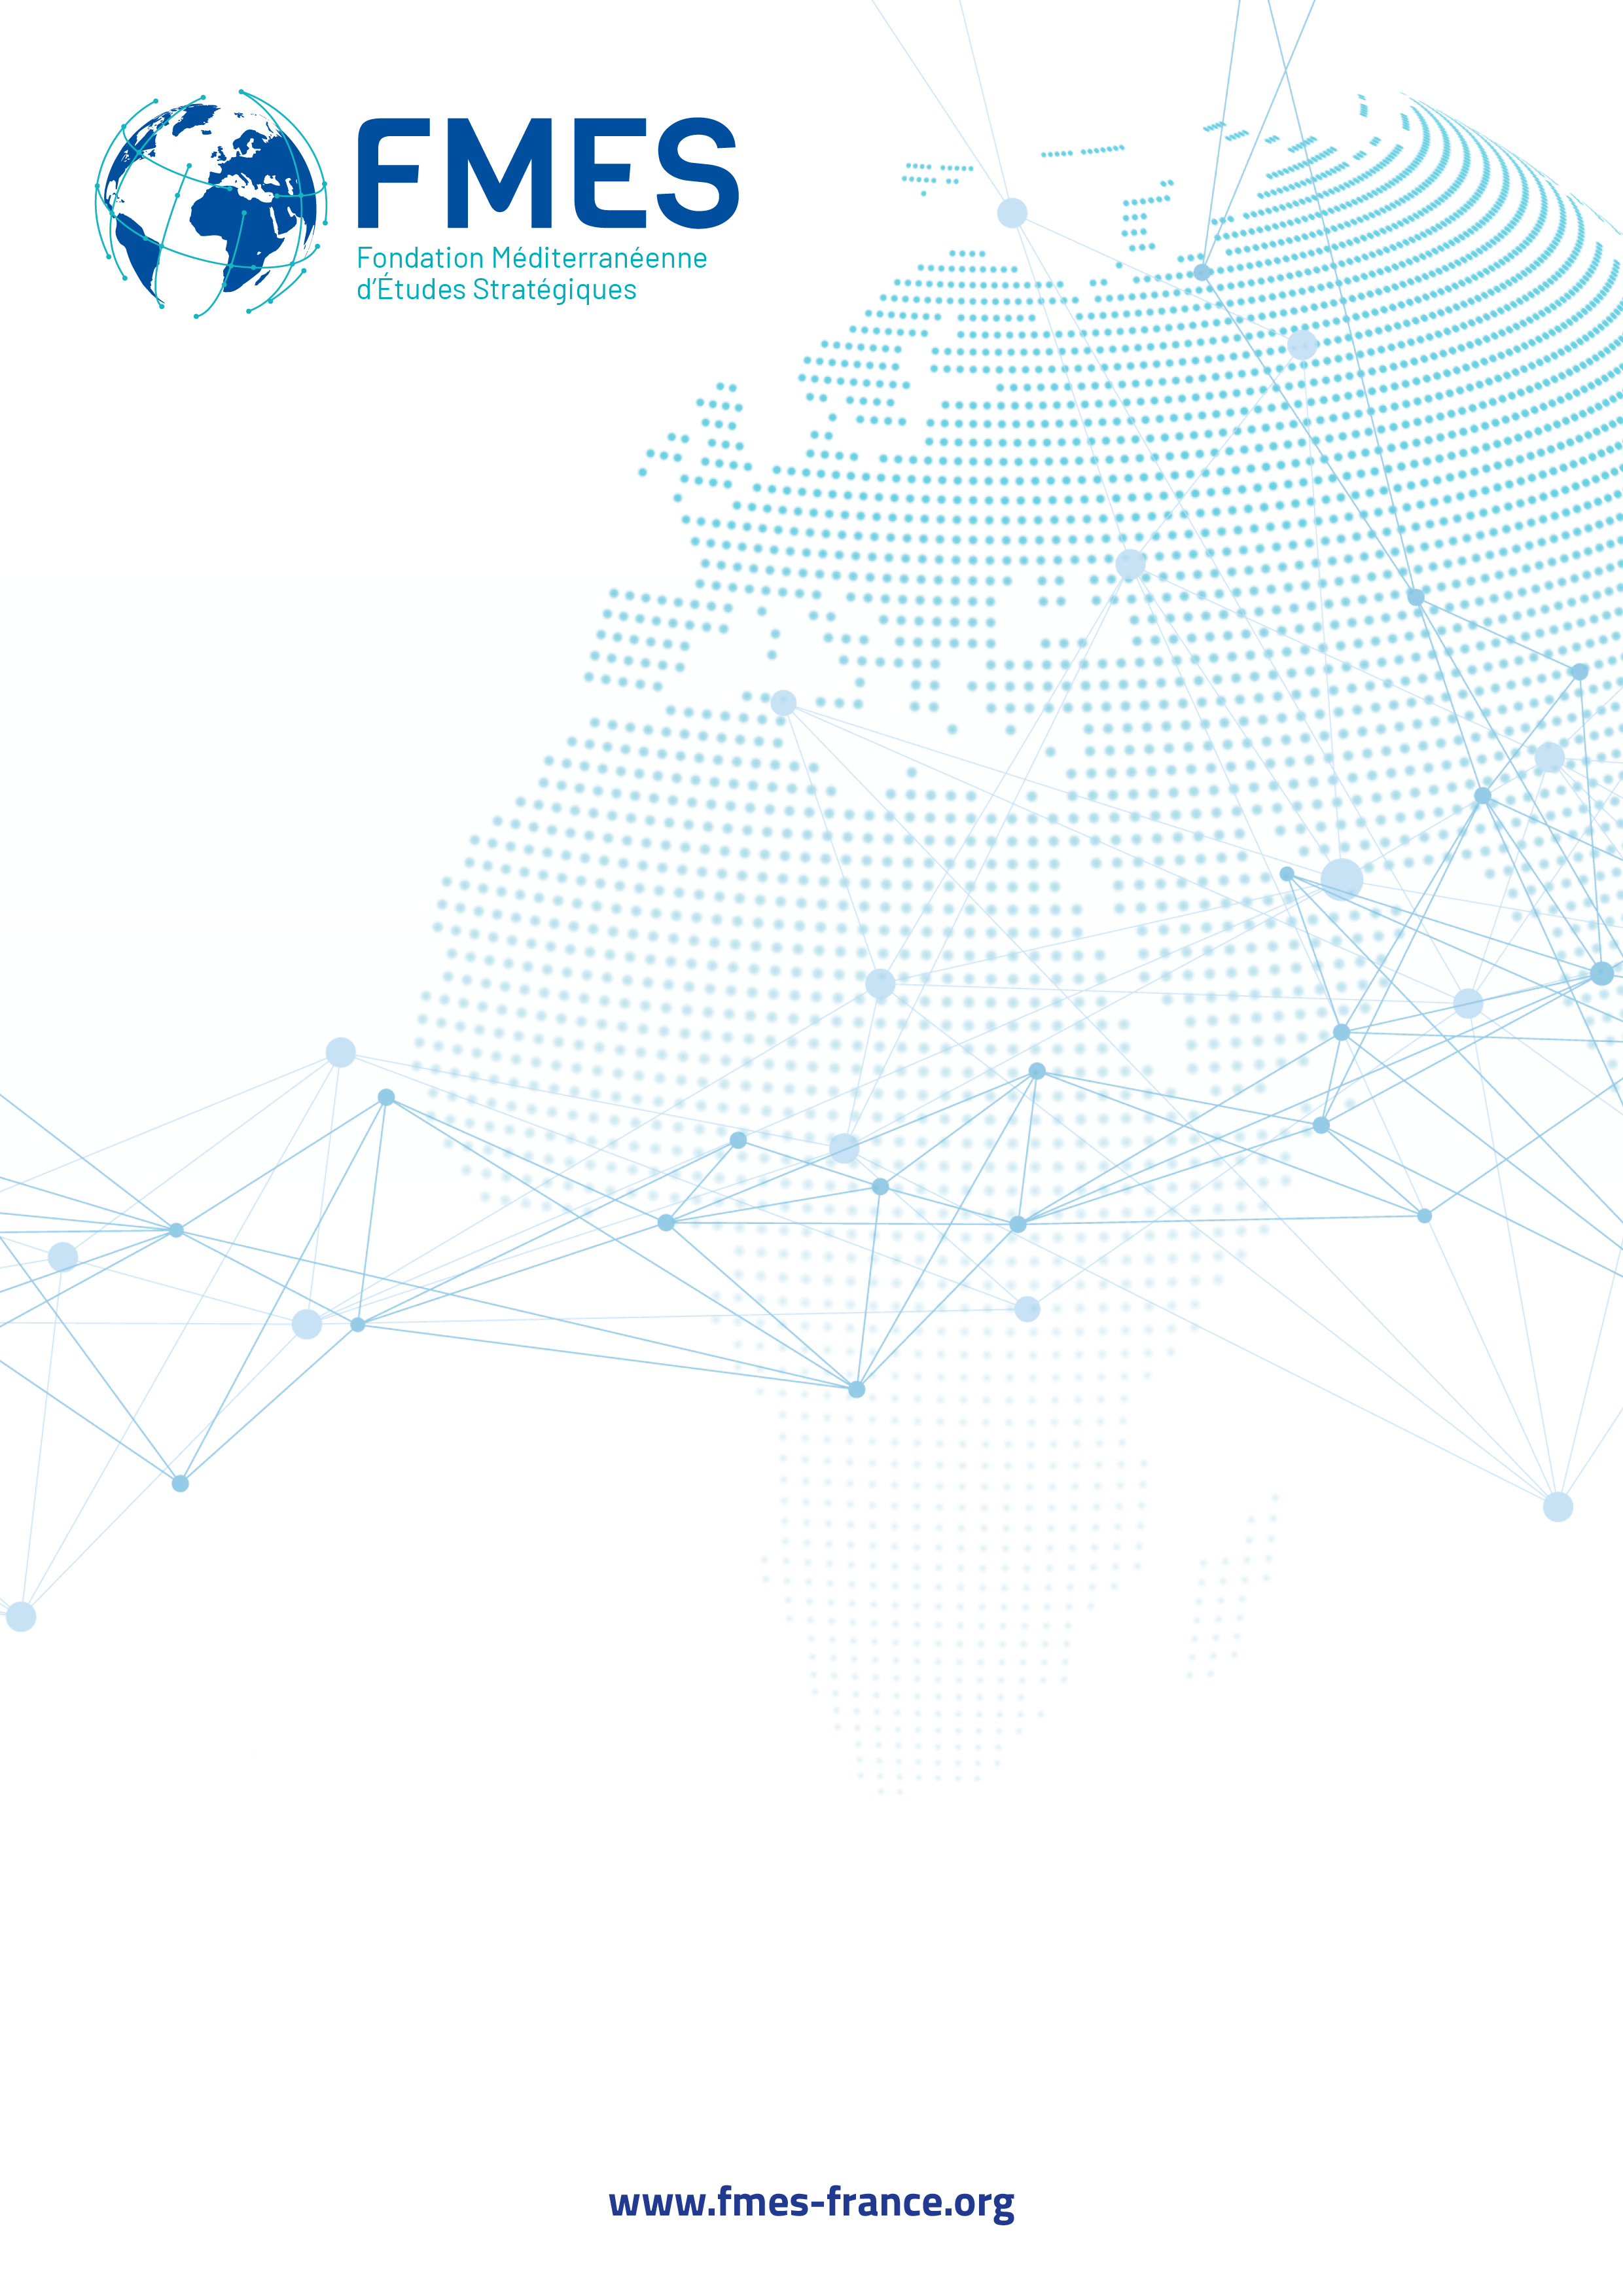 FMES
Fondation Méditerranéenne
d'Études Stratégiques
www.fmes-france.org